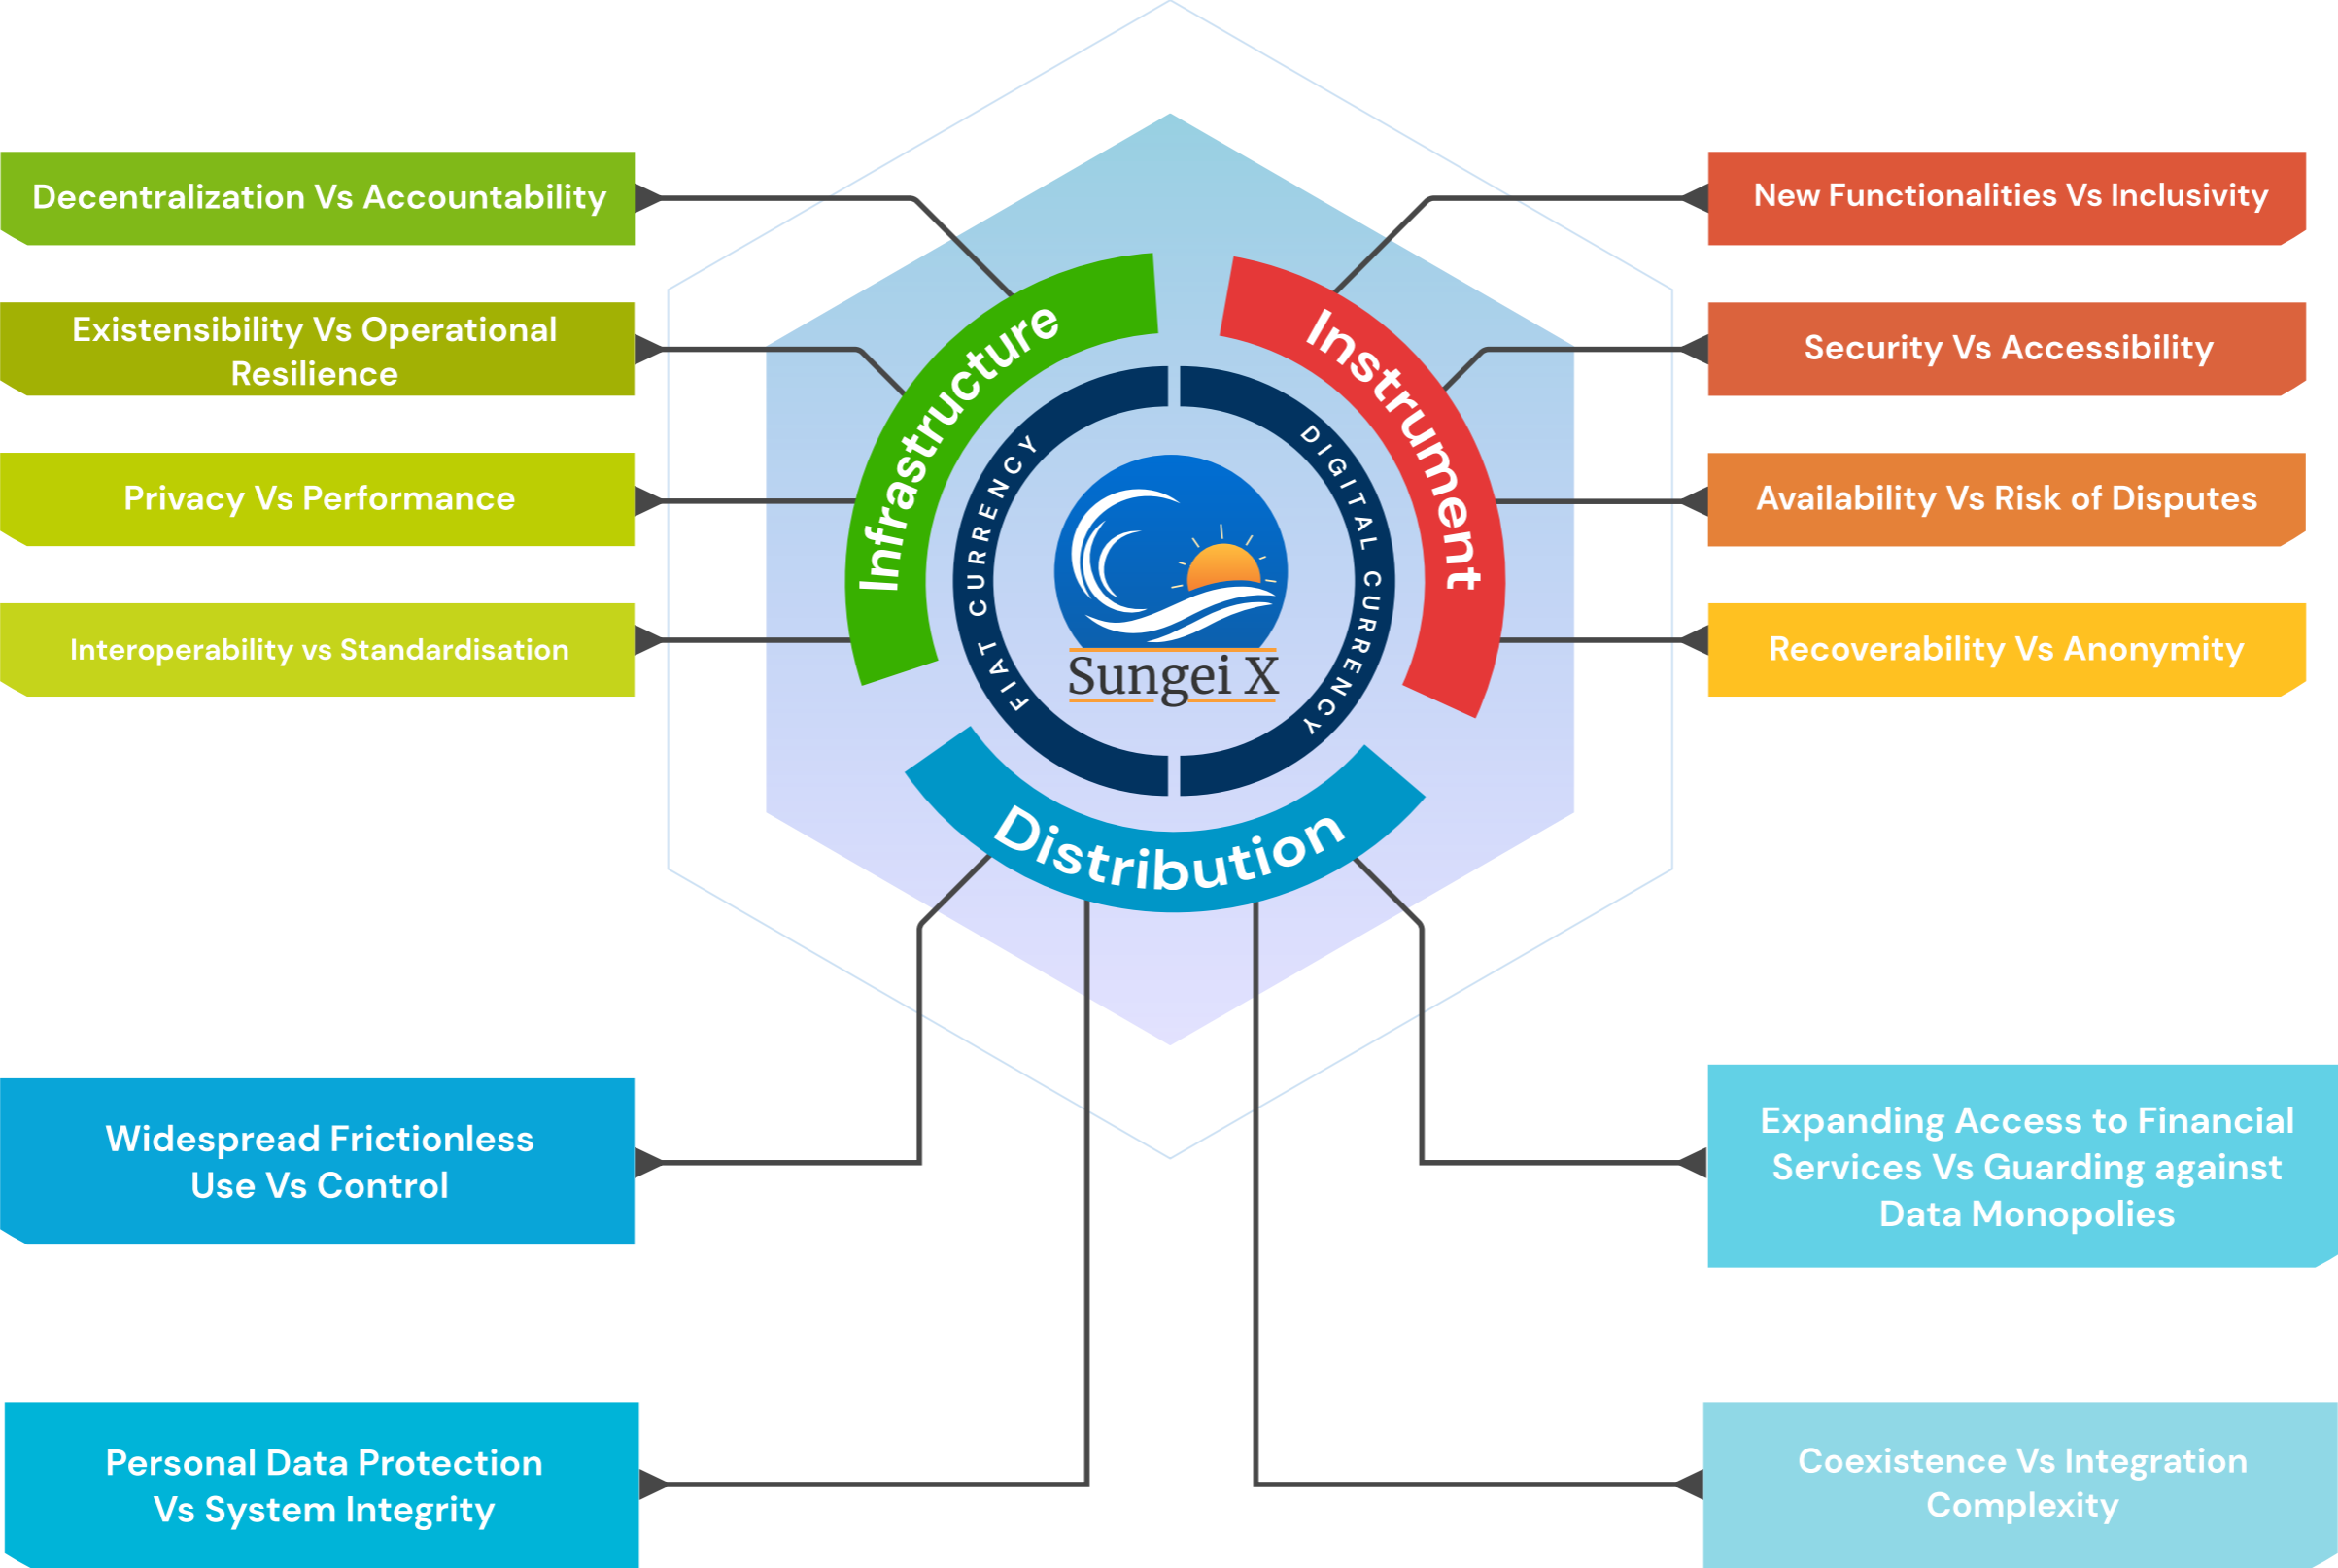 Decentralization Vs Accountability
Existensibility Vs Operational
Resilience
Privacy Vs Performance
Interoperability vs Standardisation
New Functionalities Vs Inclusivity
Security Vs Accessibility
Availability Vs Risk of Disputes
Recoverability Vs Anonymity
Infrastructure
Instrument
Distribution
FIAT CURRENCY
DIGITAL CURRENCY
Sungei X
Widespread Frictionless
Use Vs Control
Expanding Access to Financial
Services Vs Guarding against
Data Monopolies
Personal Data Protection
Vs System Integrity
Coexistence Vs Integration
Complexity